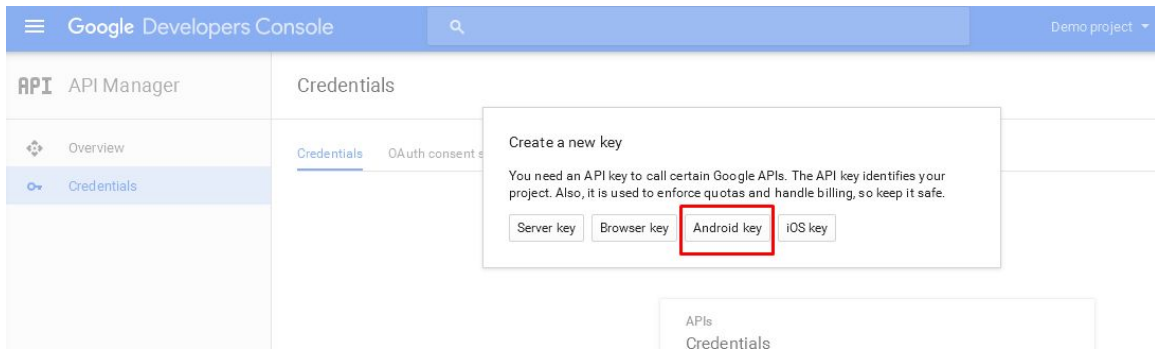 Google Developers Console
Demo project
API API Manager
Credentials
Overview
Credentials
Credentials OAuth consent s
Create a new key
You need an API key to call certain Google APIs. The API key identifies your
project. Also, it is used to enforce quotas and handle billing, so keep it safe.
Server key Browser key Android key iOS key
APIs
Credentials